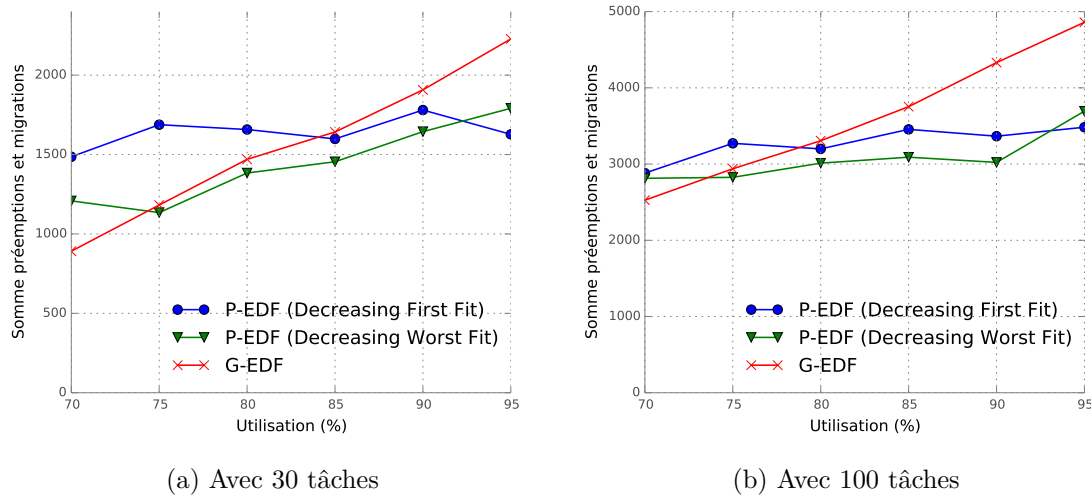 Somme préemptions et migrations
2000
1500
1000
500
0
P-EDF (Decreasing First Fit)
P-EDF (Decreasing Worst Fit)
G-EDF
70 75 80 85 90 95
Utilisation (%)
(a) Avec 30 tâches
Somme préemptions et migrations
5000
4000
3000
2000
1000
0
P-EDF (Decreasing First Fit)
P-EDF (Decreasing Worst Fit)
G-EDF
70 75 80 85 90 95
Utilisation (%)
(b) Avec 100 tâches